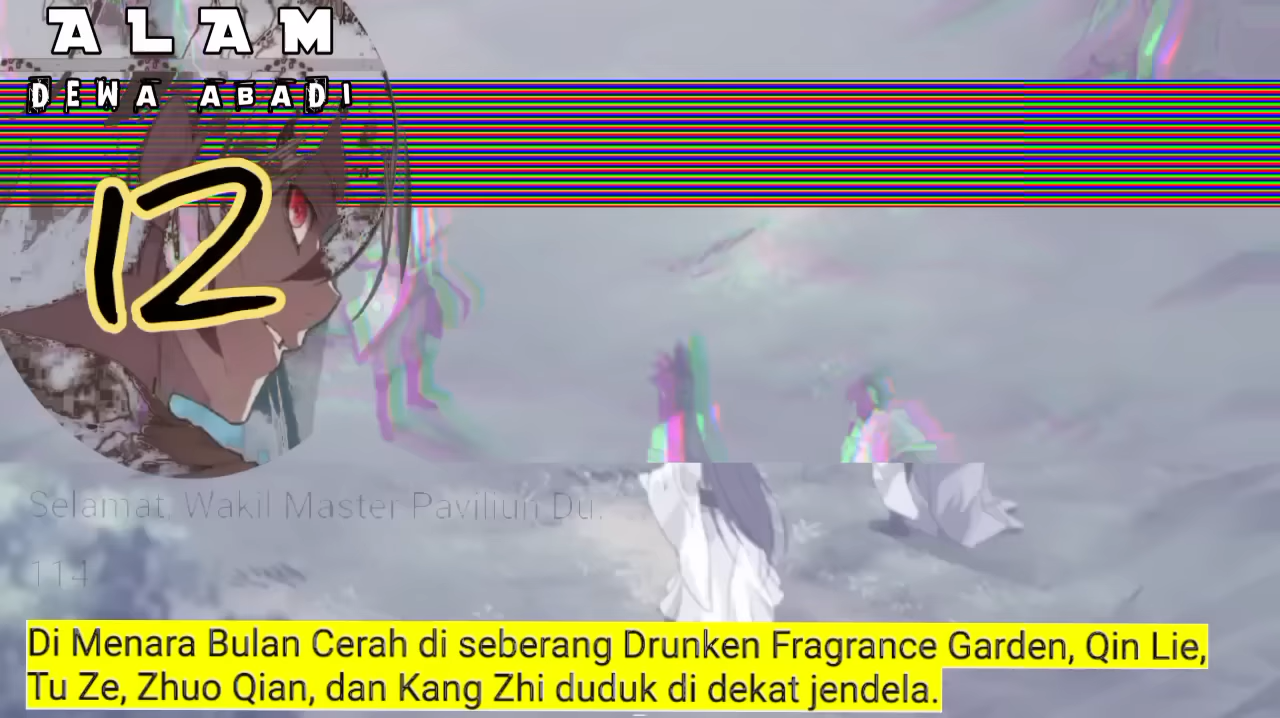 ALAM
DEWA ABADI
12
Selamat, Wakil Master Paviliun Du.
114
Di Menara Bulan Cerah di seberang Drunken Fragrance Garden, Qin Lie,
Tu Ze, Zhuo Qian, dan Kang Zhi duduk di dekat jendela.